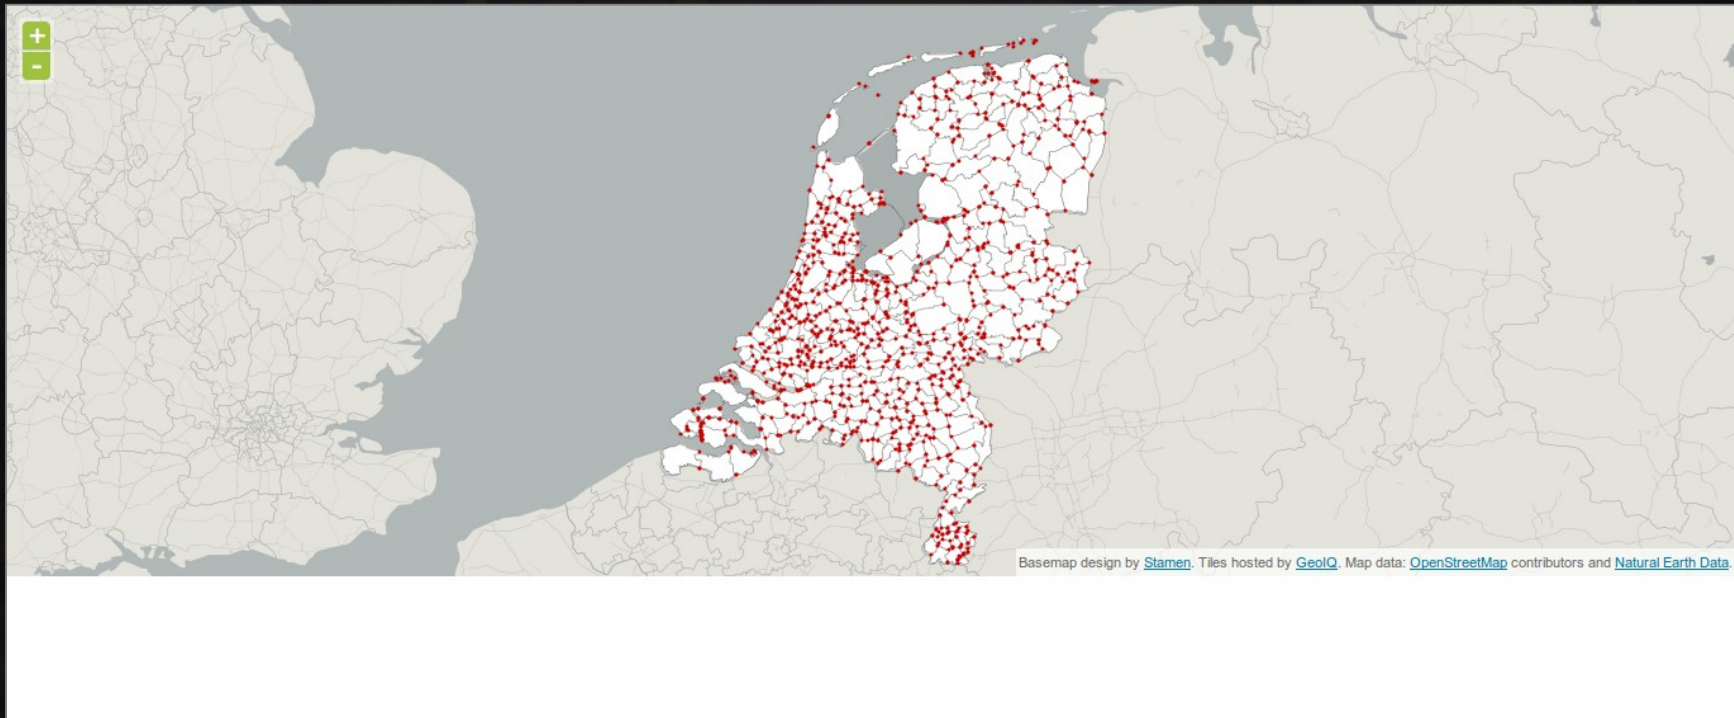 +
-
Basemap design by Stamen. Tiles hosted by GeoIQ. Map data: OpenStreetMap contributors and Natural Earth Data.